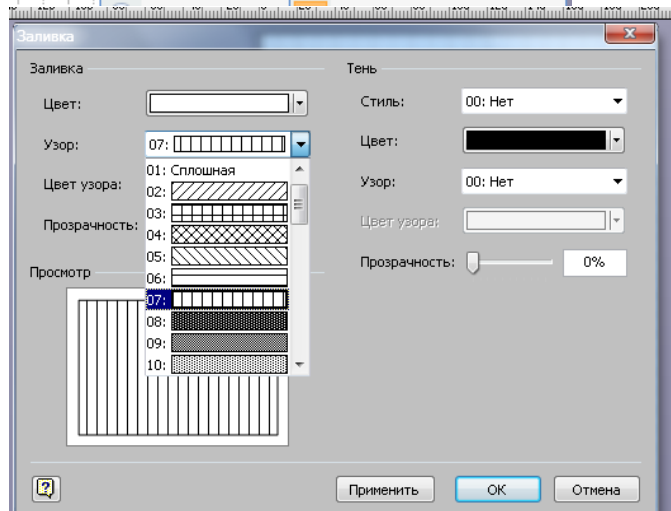 Заливка
Заливка
Цвет:
Узор:
07:
01: Сплошная
02:
03:
04:
05:
06:
07:
08:
09:
10:
Цвет узора:
Прозрачность:
Просмотр
Тень
Стиль:
00: Нет
Цвет:
Узор:
00: Нет
Цвет узора:
Прозрачность:
0%
Применить
ОК
Отмена